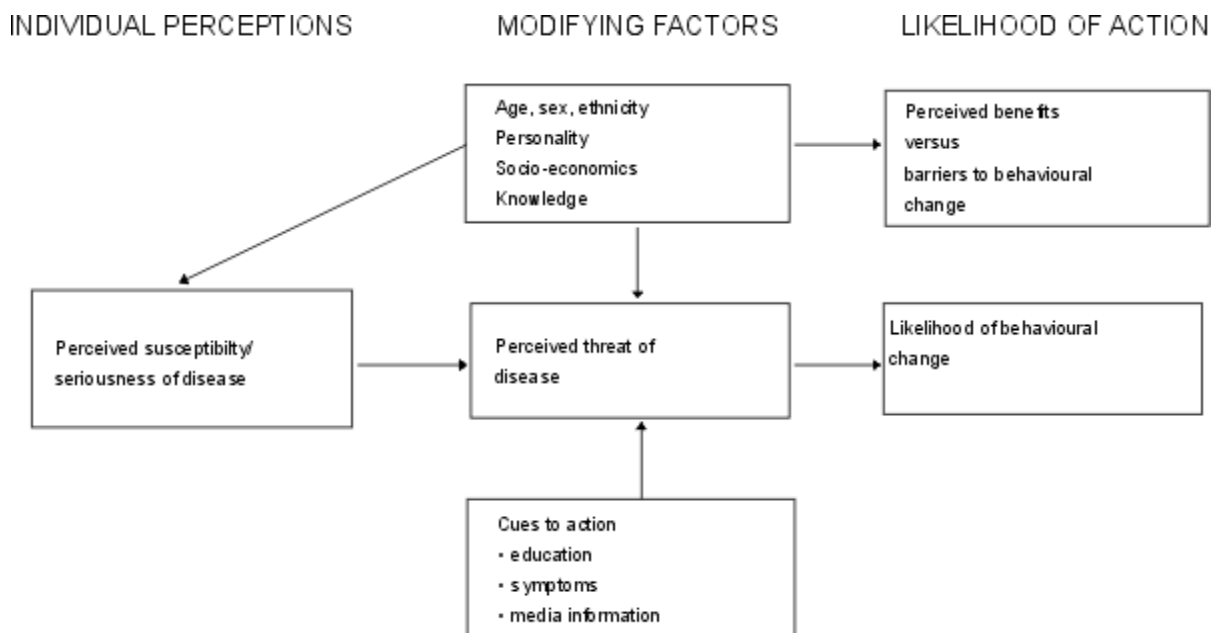 INDIVIDUAL PERCEPTIONS
MODIFYING FACTORS
LIKELIHOOD OF ACTION
Age, sex, ethnicity
Personality
Socio-economics
Knowledge
Perceived benefits
versus
barriers to behavioural
change
Perceived susceptibilty/
seriousness of disease
Perceived threat of
disease
Likelihood of behavioural
change
Cues to action
• education
• symptoms
• media information